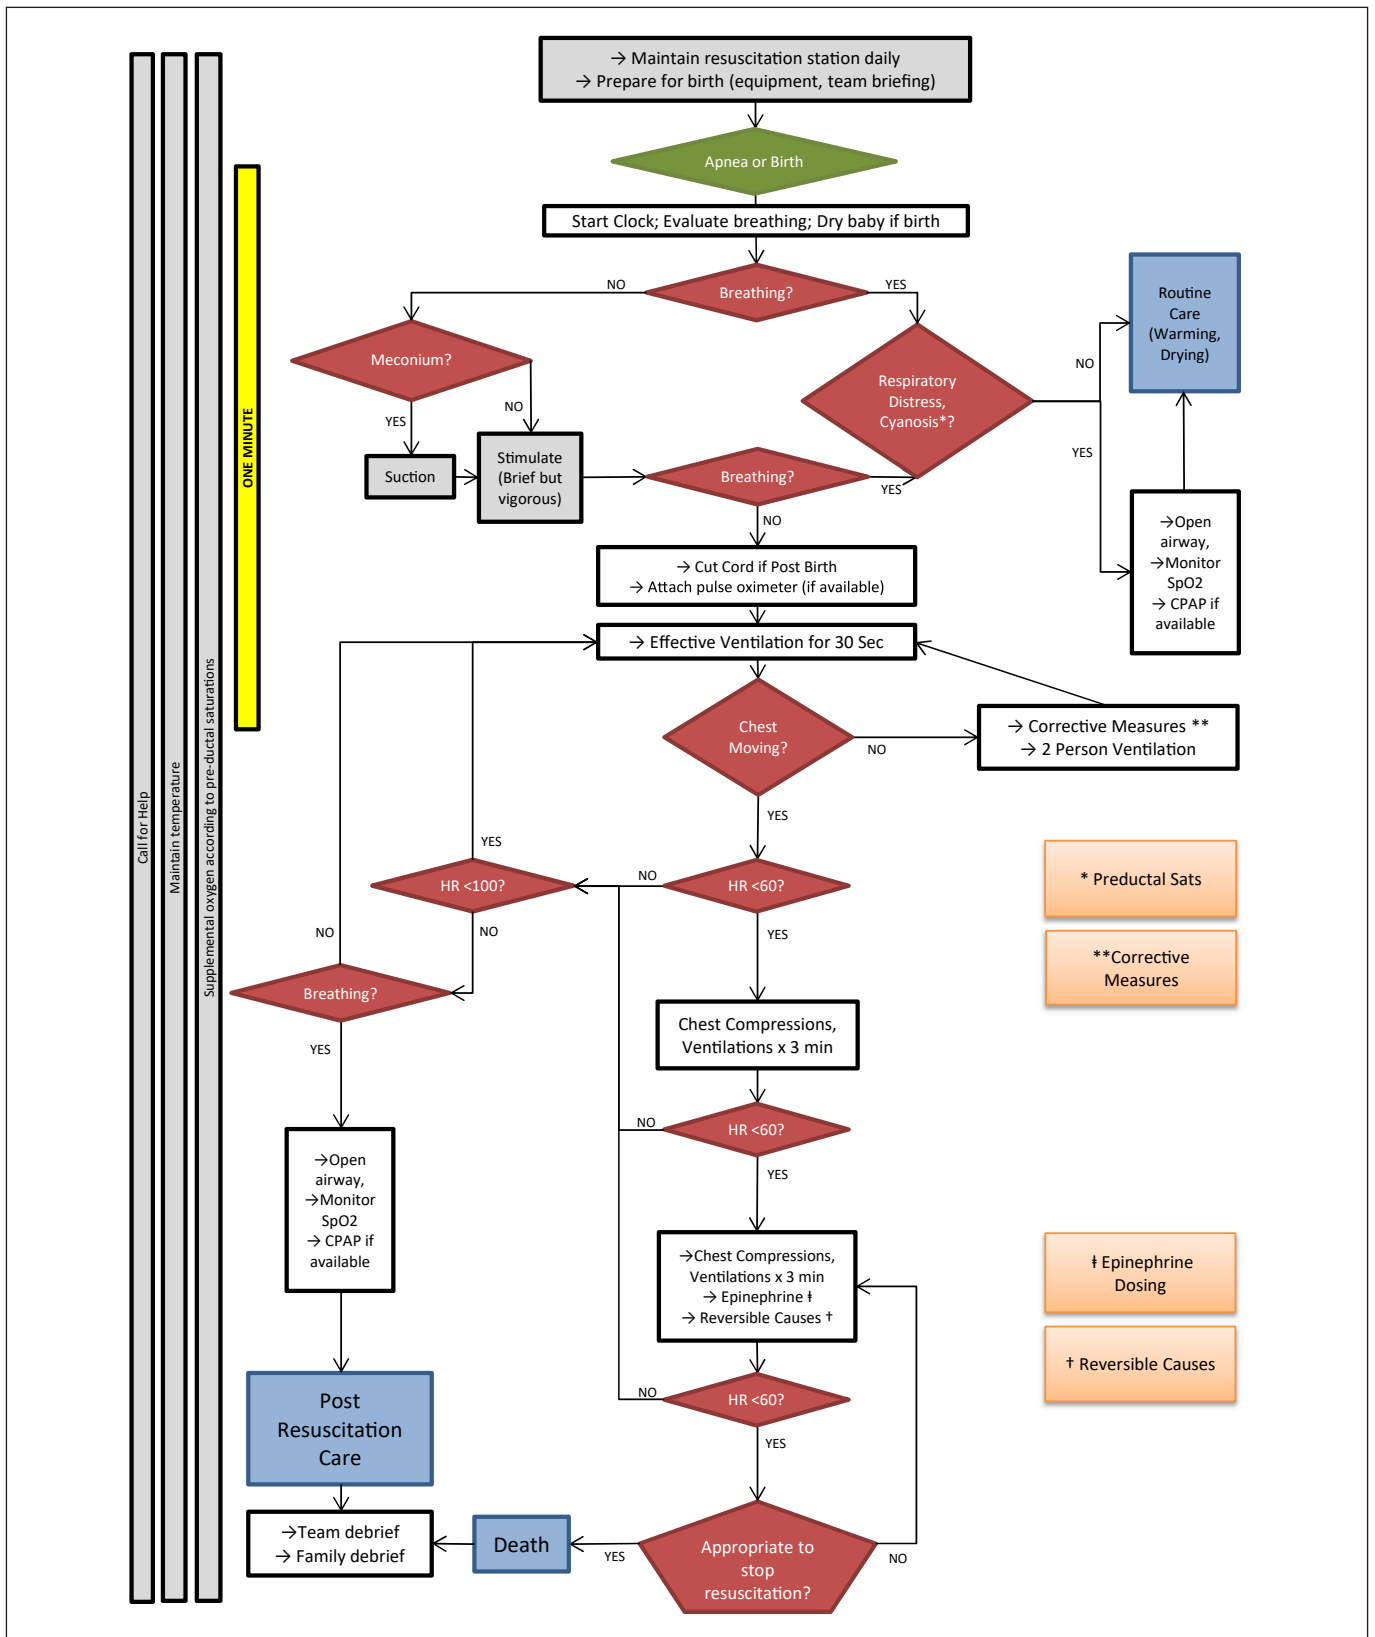 → Maintain resuscitation station daily
→ Prepare for birth (equipment, team briefing)
Apnea or Birth
Start Clock; Evaluate breathing; Dry baby if birth
Breathing?
NO
YES
Meconium?
YES
NO
Suction
Stimulate
(Brief but
vigorous)
Respiratory
Distress,
Cyanosis*?
NO
YES
Routine
Care
(Warming,
Drying)
Breathing?
YES
NO
→Open
airway,
→Monitor
SpO2
→ CPAP if
available
→ Cut Cord if Post Birth
→ Attach pulse oximeter (if available)
→ Effective Ventilation for 30 Sec
Chest
Moving?
NO
YES
→ Corrective Measures **
→ 2 Person Ventilation
HR <60?
NO
YES
HR <100?
YES
NO
Breathing?
NO
YES
Chest Compressions,
Ventilations x 3 min
HR <60?
NO
YES
→Open
airway,
→Monitor
SpO2
→ CPAP if
available
→Chest Compressions,
Ventilations x 3 min
→ Epinephrine ǂ
→ Reversible Causes †
HR <60?
NO
YES
Post
Resuscitation
Care
Appropriate to
stop
resuscitation?
YES
NO
Death
→Team debrief
→ Family debrief
* Preductal Sats
**Corrective
Measures
ǂ Epinephrine
Dosing
† Reversible Causes
Call for Help
Maintain temperature
Supplemental oxygen according to pre-ductal saturations
ONE MINUTE